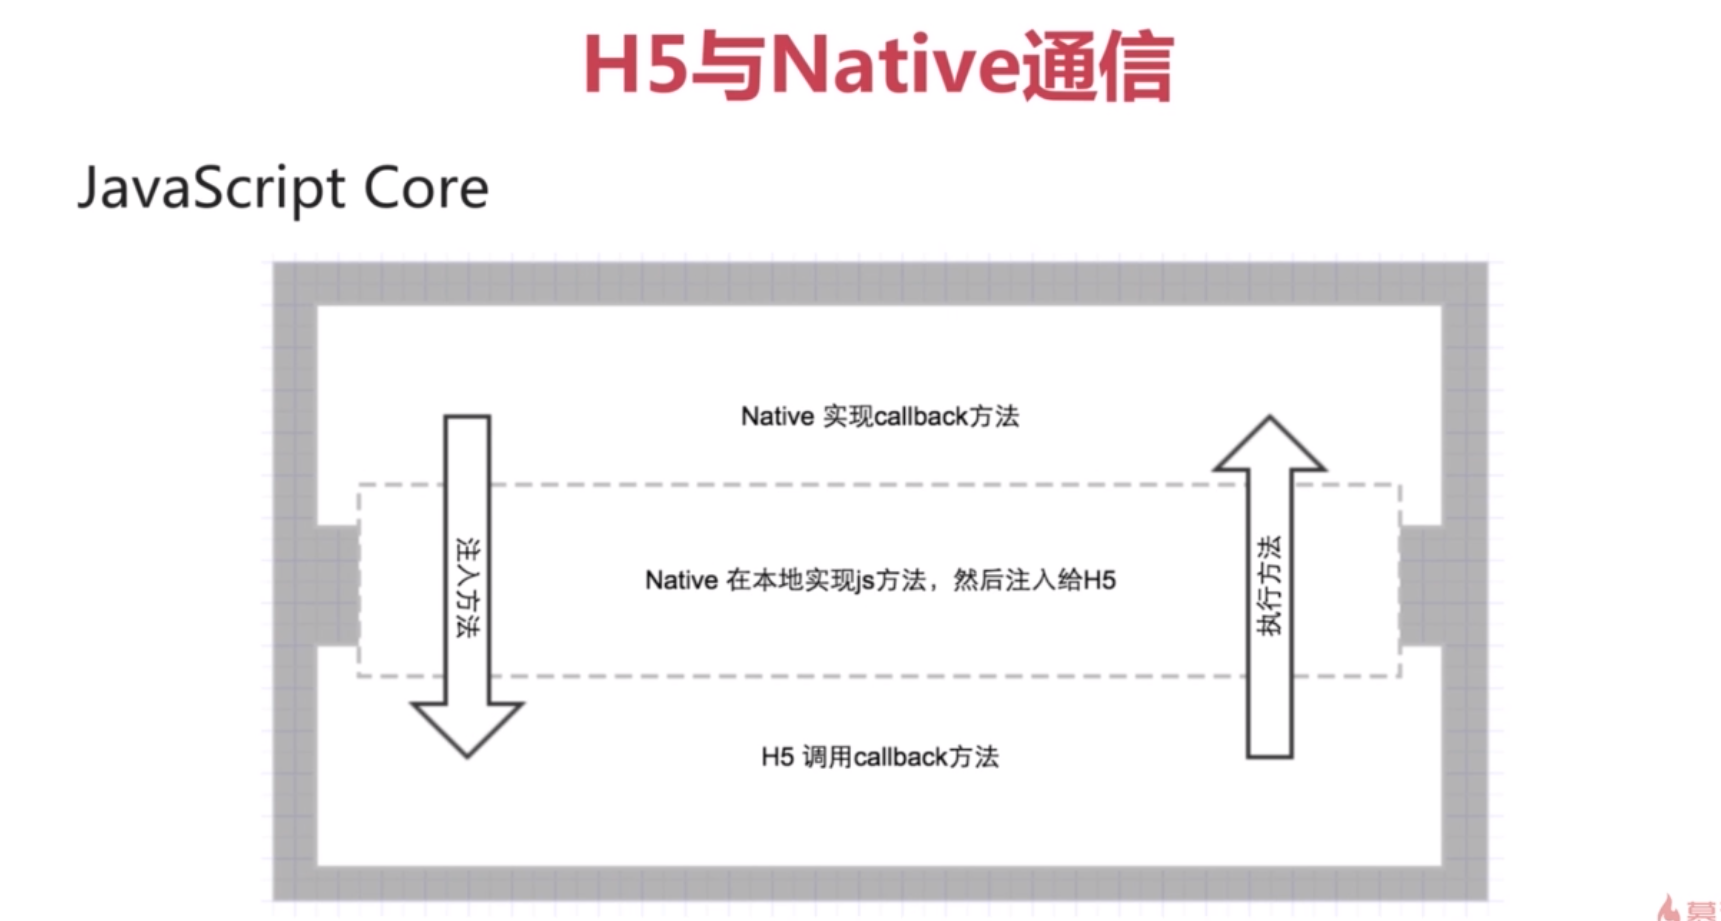 H5与Native通信
JavaScript Core
Native 实现callback方法
注入方法
Native 在本地实现js方法，然后注入给H5
执行方法
H5 调用callback方法